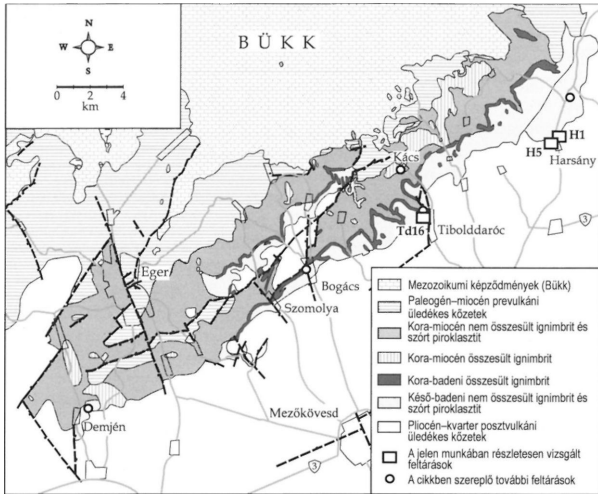 N
W E
S
0 2 4
km
BÜKK
Kács
H1
H5
Harsány
Td16
Tibolddaróc
3
Eger
Bogács
Szomolya
Mezőkövesd
Demjén
3
Mezozoikumi képződmények (Bükk)
Paleogén–miocén prevulkáni
üledékes kőzetek
Kora-miocén nem összesült ignimbrit és
szórt piroklasztit
Kora-miocén összesült ignimbrit
Kora-badeni összesült ignimbrit
Késő-badeni nem összesült ignimbrit és
szórt piroklasztit
Pliocén–kvarter posztvulkáni
üledékes kőzetek
A jelen munkában részletesen vizsgált
feltárások
A cikkben szereplő további feltárások